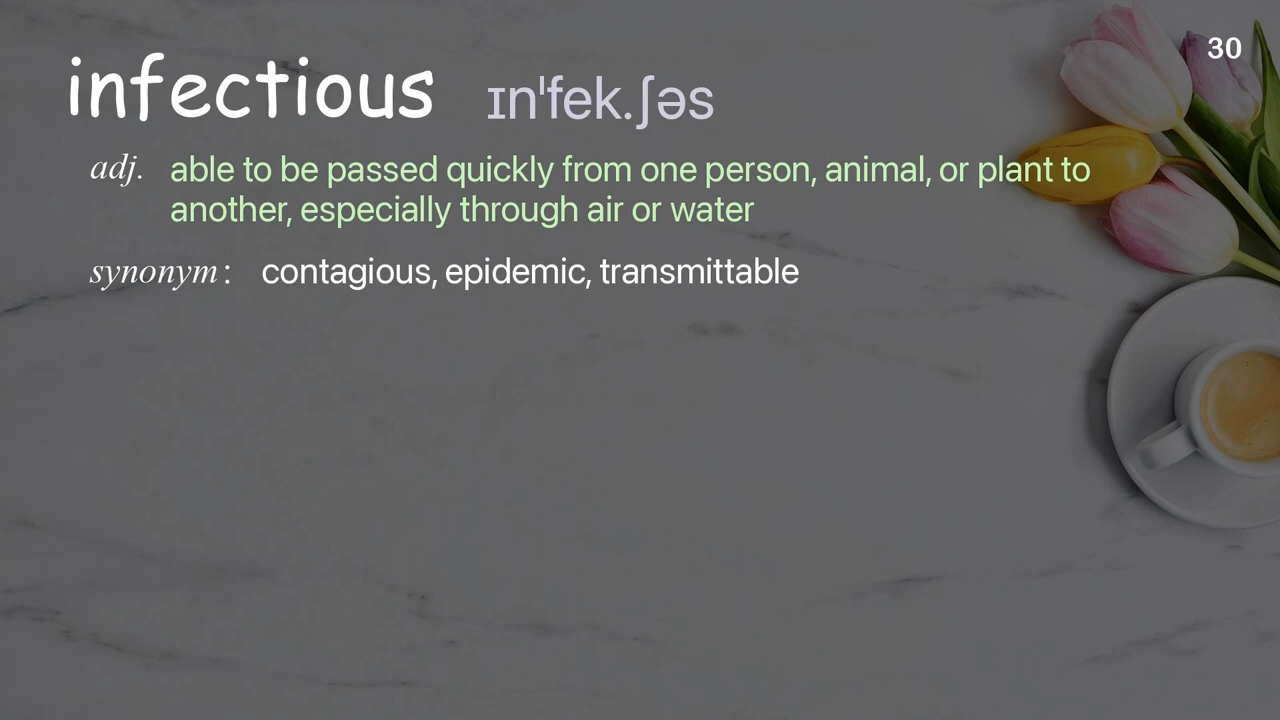 30
infectious ɪnˈfek.ʃəs
adj. able to be passed quickly from one person, animal, or plant to
another, especially through air or water
synonym: contagious, epidemic, transmittable